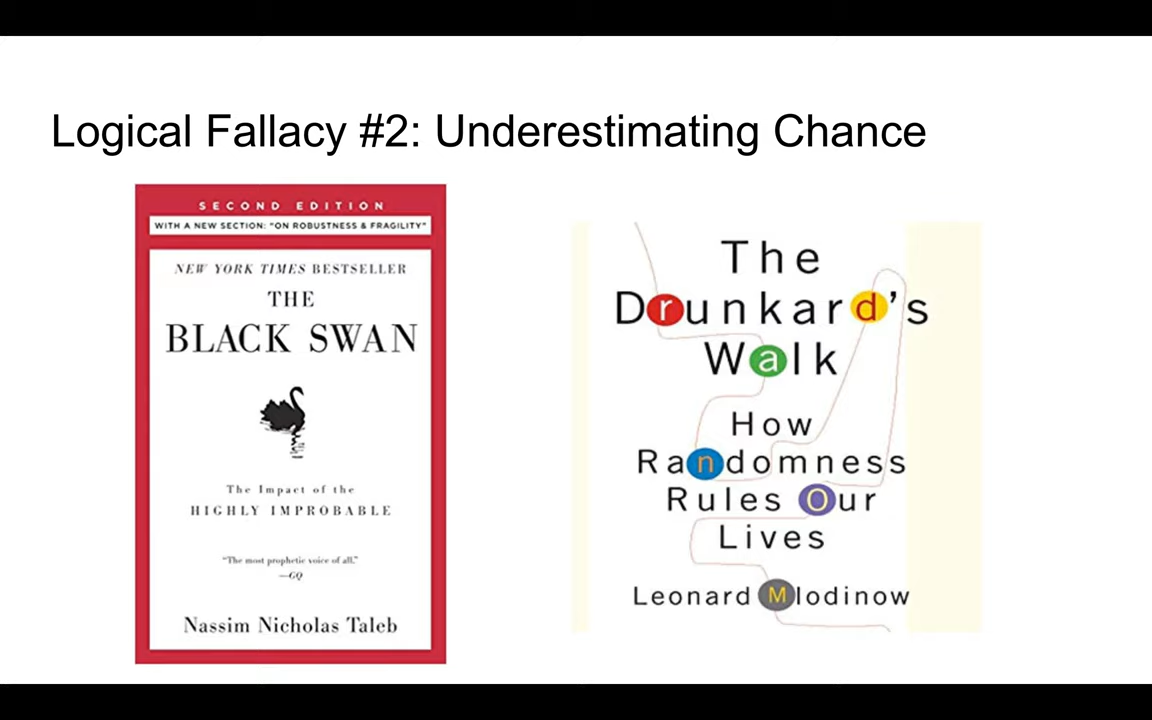 Logical Fallacy #2: Underestimating Chance
SECOND EDITION
WITH A NEW SECTION: "ON ROBUSTNESS & FRAGILITY"
NEW YORK TIMES BESTSELLER
THE
BLACK SWAN
The Impact of the
HIGHLY IMPROBABLE
"The most prophetic voice of all."
—GQ
Nassim Nicholas Taleb
The
Drunkard's
Walk
How
Randomness
Rules Our
Lives
Leonard Mlodinow